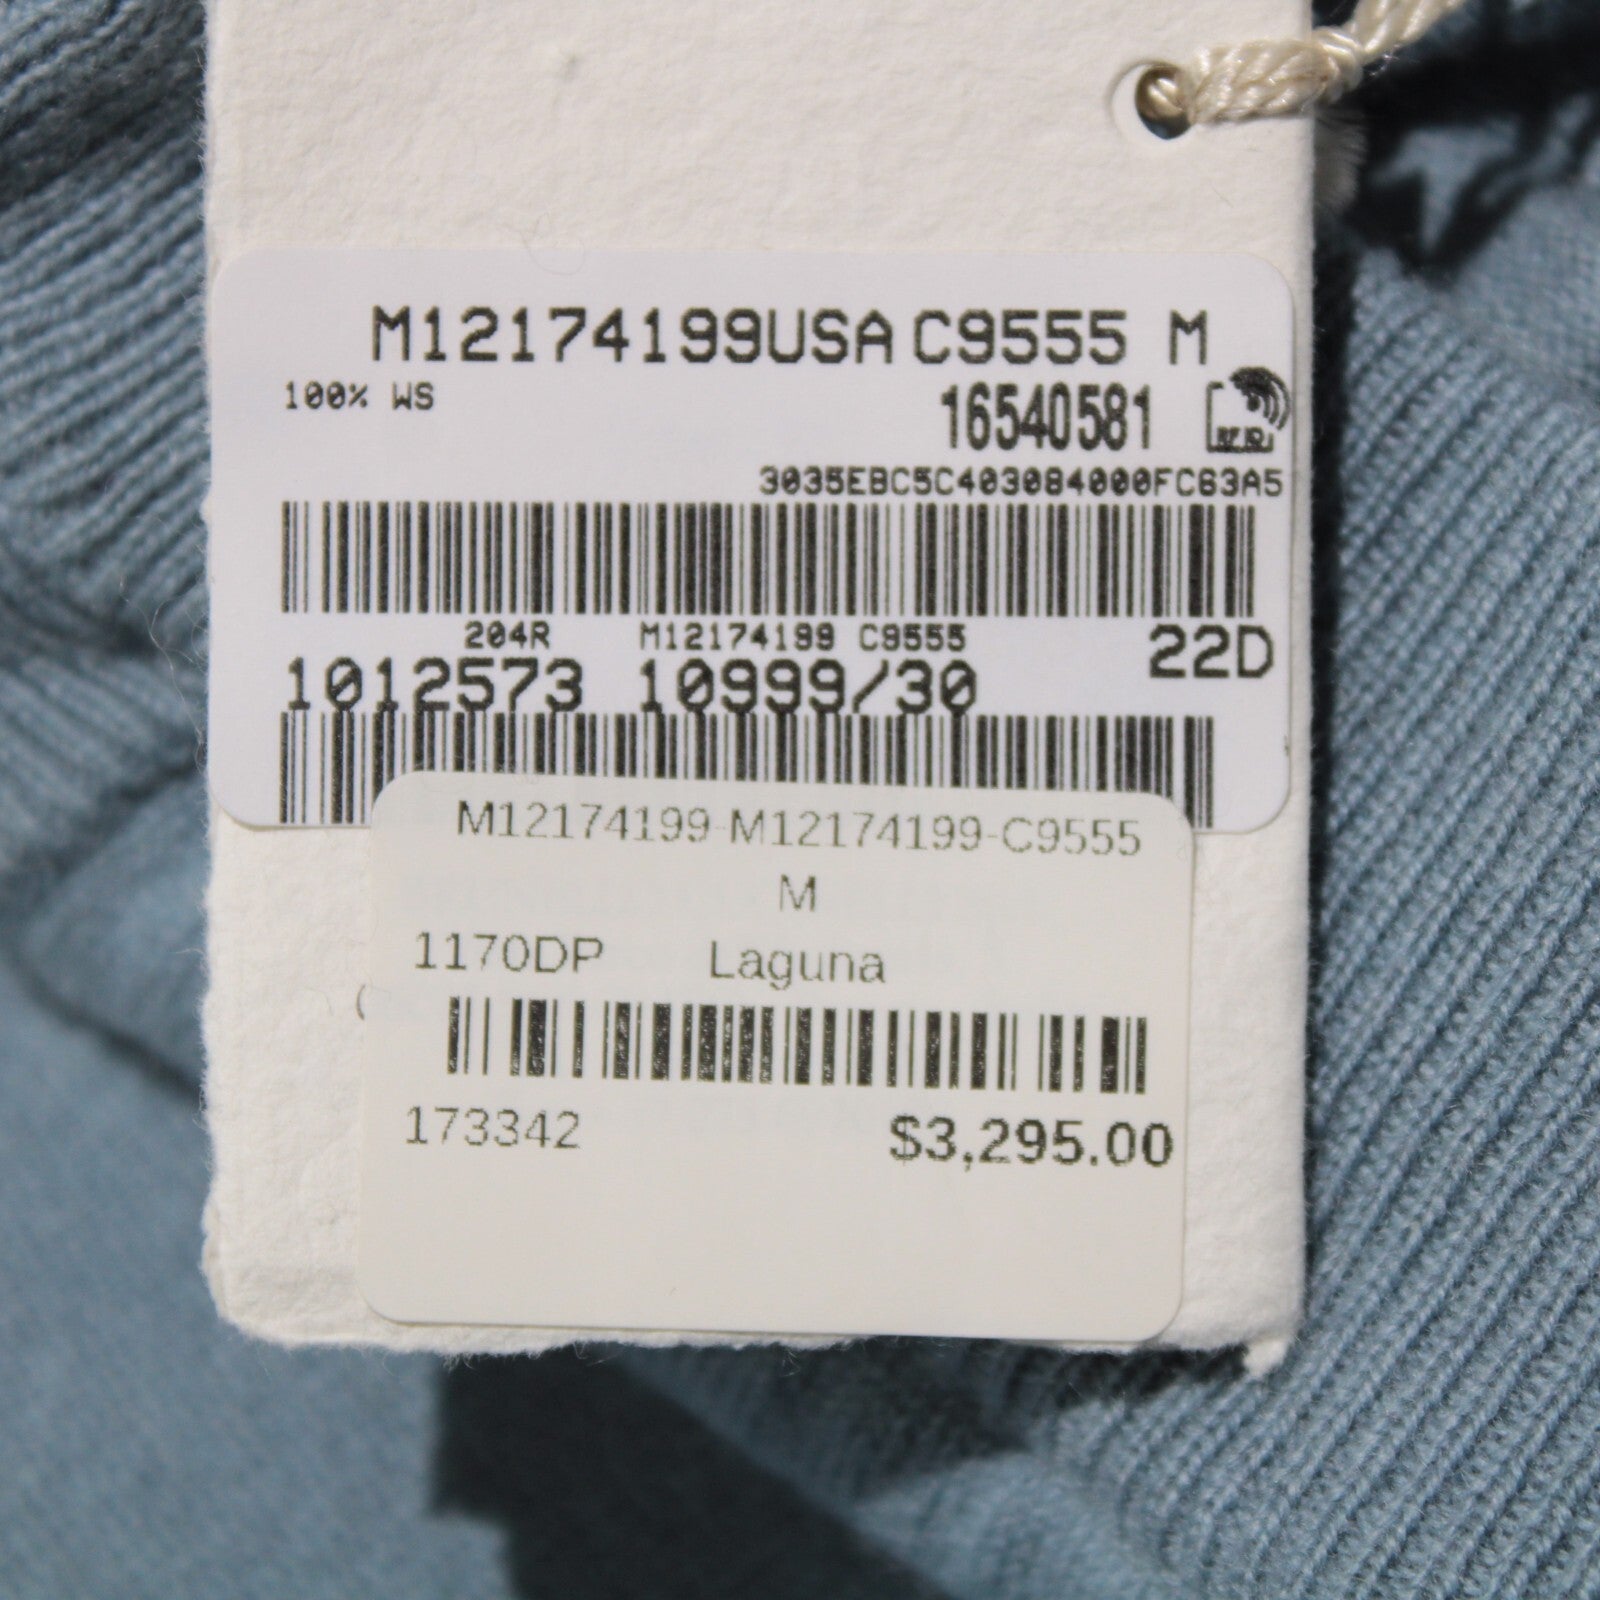 M12174199USA C9555 M
100% WS 16540581
RFID
3035EBC5C403084000FC63A5
204R M12174199 C9555 22D
1012573 10999/30
M12174199-M12174199-C9555
M
1170DP Laguna
173342 $3,295.00